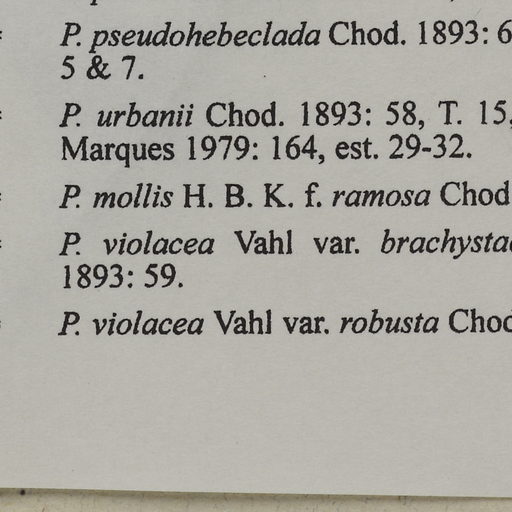 P. pseudohebeclada Chod. 1893: 6
5 & 7.
P. urbanii Chod. 1893: 58, T. 15,
Marques 1979: 164, est. 29-32.
P. mollis H. B. K. f. ramosa Chod
P. violacea Vahl var.
1893: 59.
P. violacea Vahl var. robusta Chod